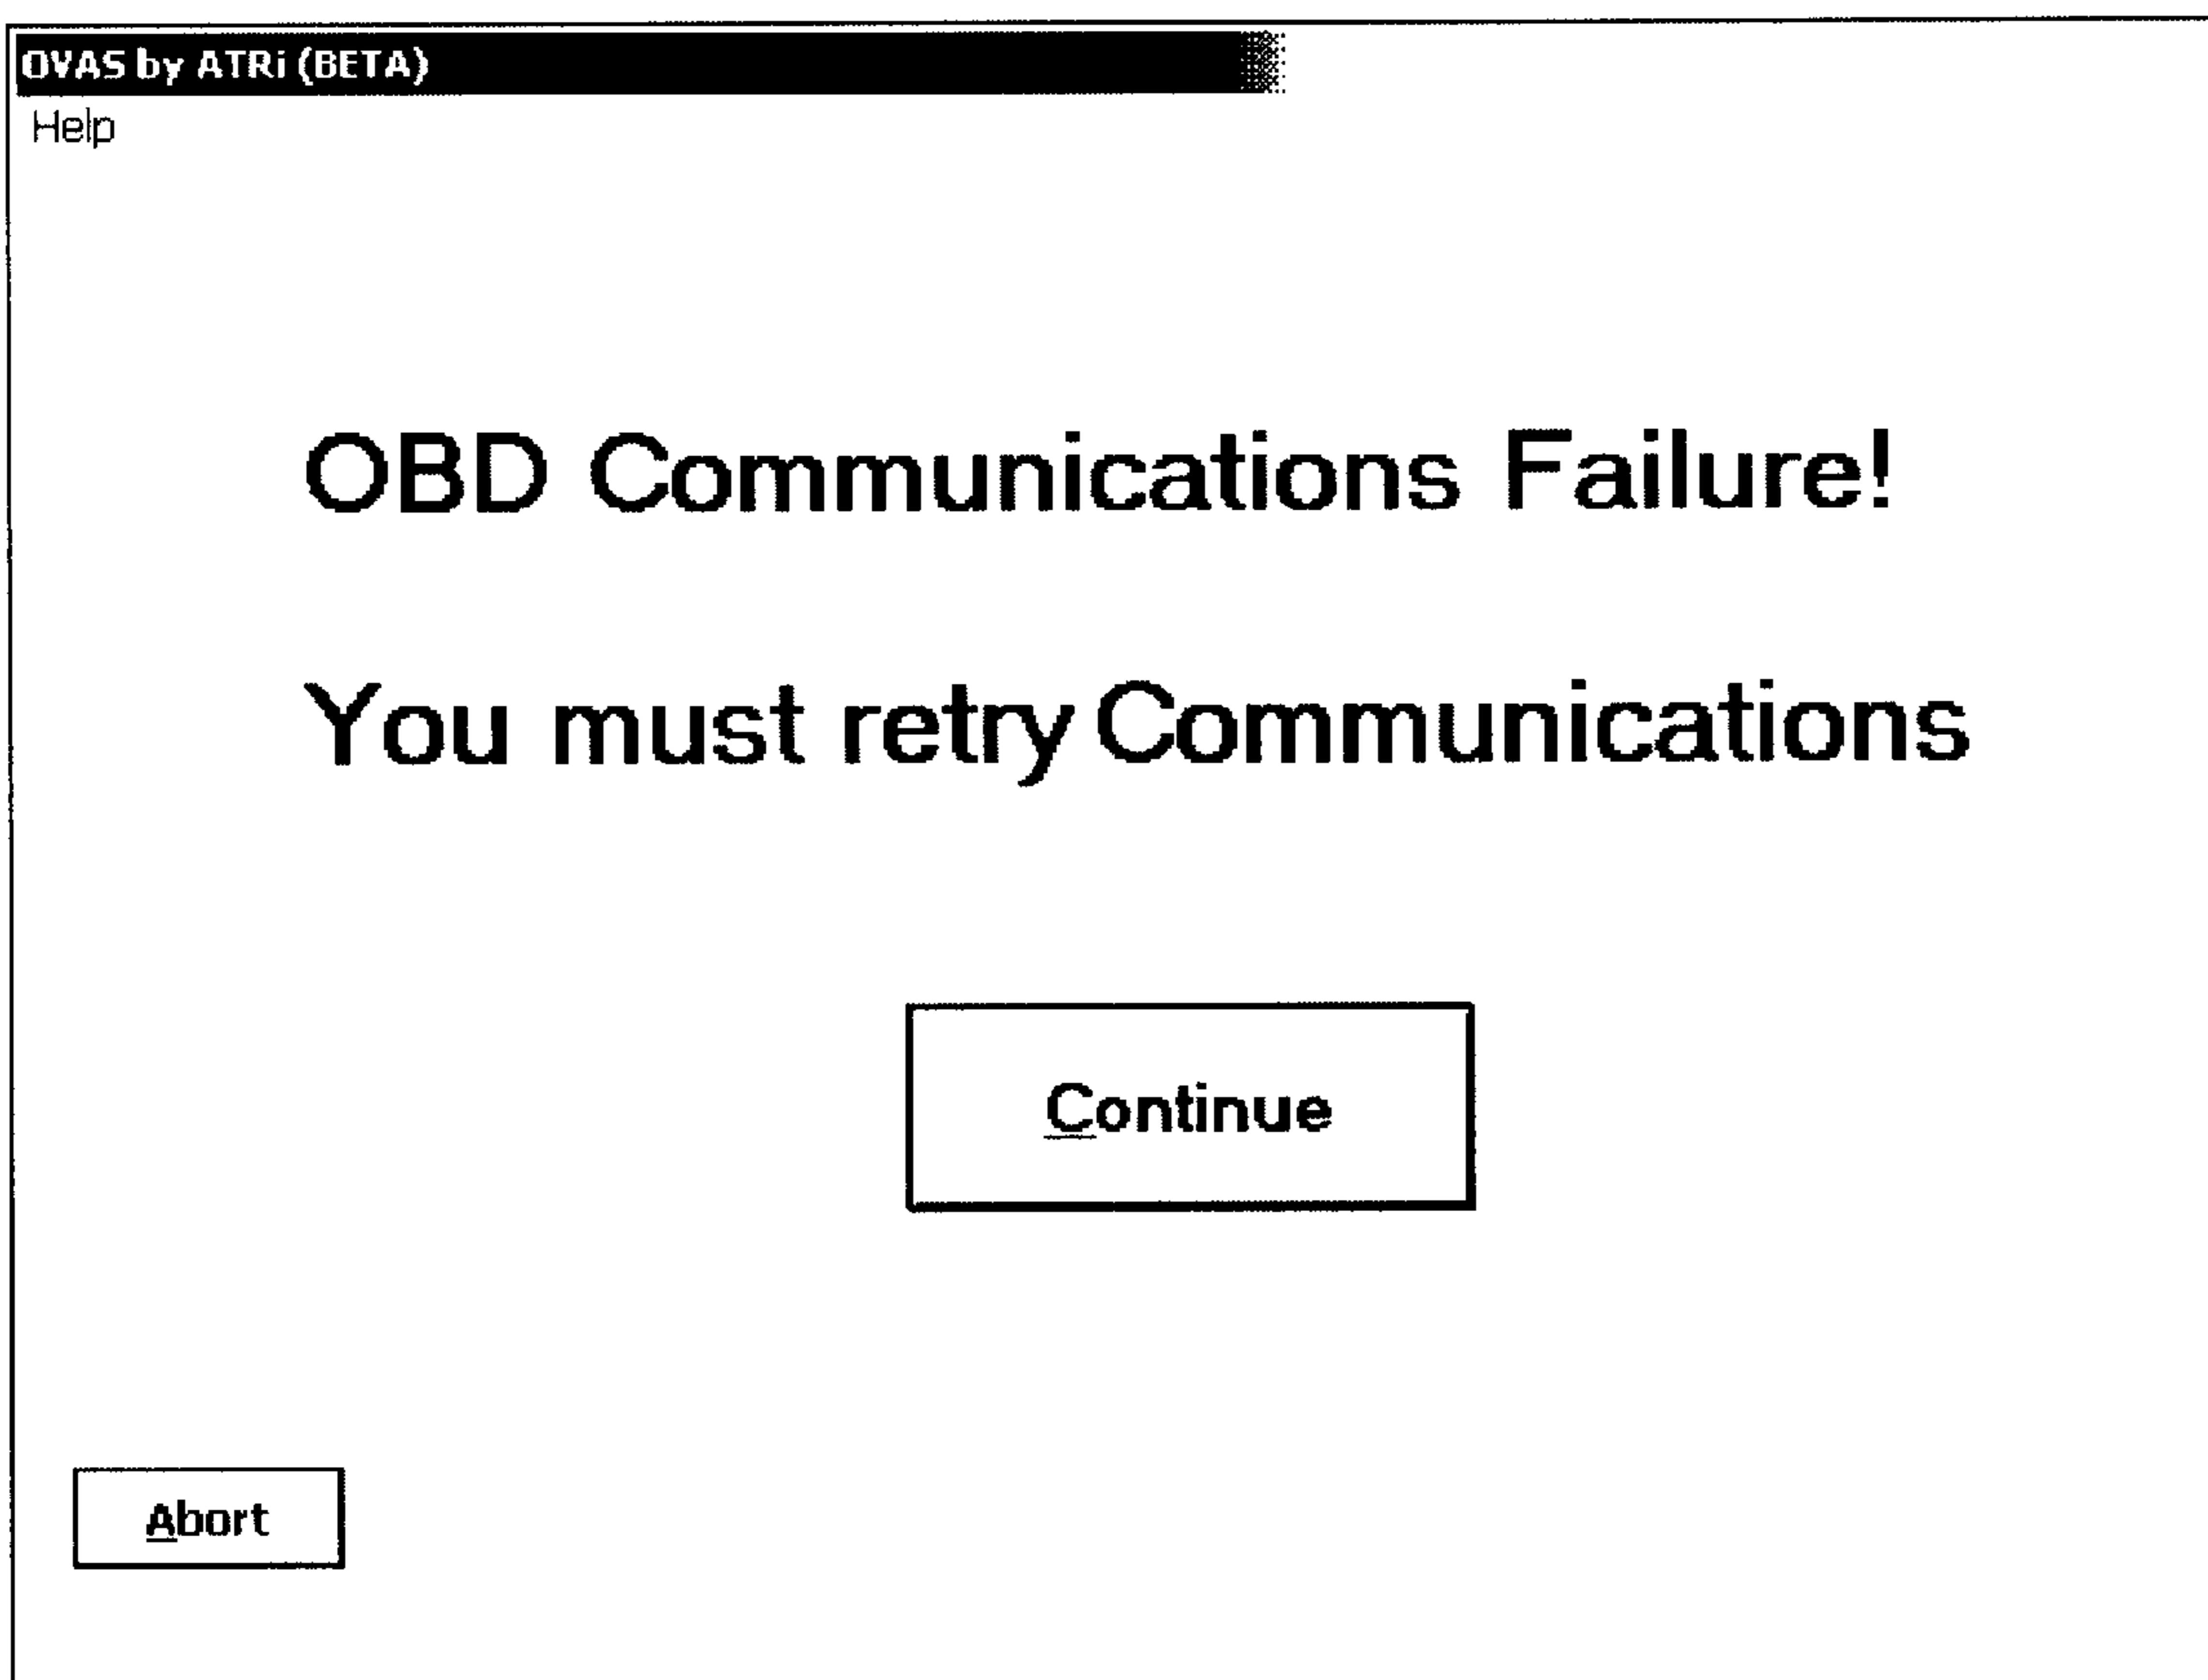 OVAS by ATRi (BETA)
Help
OBD Communications Failure!
You must retry Communications
Continue
Abort